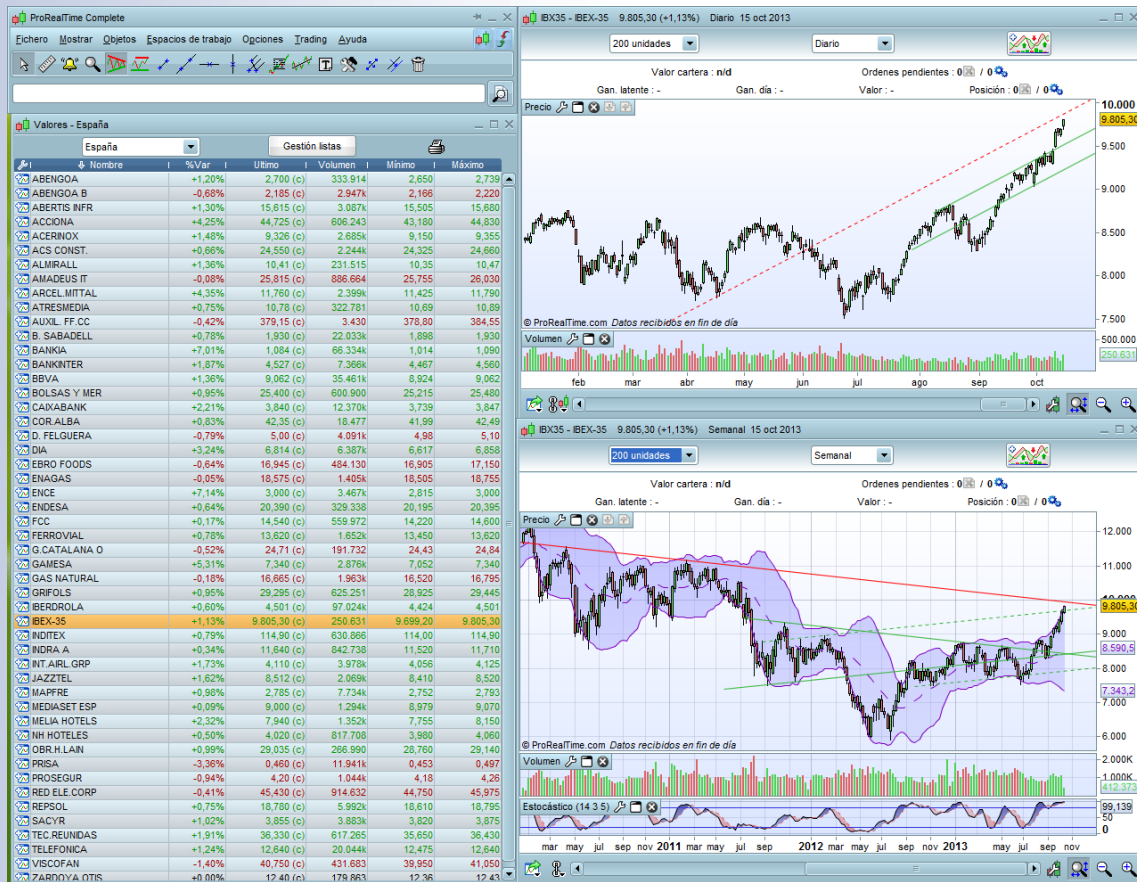 ProRealTime Complete
Fichero Mostrar Objetos Espacios de trabajo Opciones Trading Ayuda
Valores - España
España Gestión listas
Nombre %Var Ultimo Volumen Mínimo Máximo
ABENGOA +1,20% 2,700 (c) 333.914 2,650 2,739
ABENGOA B -0,68% 2,185 (c) 2.947k 2,166 2,220
ABERTIS INFR +1,30% 15,615 (c) 3.087k 15,505 15,680
ACCIONA +4,25% 44,725 (c) 606.243 43,180 44,830
ACERINOX +1,48% 9,326 (c) 2.685k 9,150 9,355
ACS CONST. +0,66% 24,550 (c) 2.244k 24,325 24,660
ALMIRALL +1,36% 10,41 (c) 231.515 10,35 10,47
AMADEUS IT -0,08% 25,815 (c) 886.664 25,755 26,030
ARCEL.MITTAL +4,35% 11,760 (c) 2.399k 11,425 11,790
ATRESMEDIA +0,75% 10,78 (c) 322.781 10,69 10,89
AUXIL. FF.CC -0,42% 379,15 (c) 3.430 378,80 384,55
B. SABADELL +0,78% 1,930 (c) 22.033k 1,898 1,930
BANKIA +7,01% 1,084 (c) 66.334k 1,014 1,090
BANKINTER +1,87% 4,527 (c) 7.366k 4,467 4,560
BBVA +1,36% 9,062 (c) 35.461k 8,924 9,062
BOLSAS Y MER +0,95% 25,400 (c) 600.900 25,215 25,480
CAIXABANK +2,21% 3,840 (c) 12.370k 3,739 3,847
COR.ALBA +0,83% 42,35 (c) 18.477 41,99 42,49
D. FELGUERA -0,79% 5,00 (c) 4.091k 4,98 5,10
DIA +3,24% 6,814 (c) 6.387k 6,617 6,858
EBRO FOODS -0,64% 16,945 (c) 484.130 16,905 17,150
ENAGAS -0,05% 18,575 (c) 1.405k 18,505 18,755
ENCE +7,14% 3,000 (c) 3.467k 2,815 3,000
ENDESA +0,64% 20,390 (c) 329.338 20,195 20,395
FCC +0,17% 14,540 (c) 559.972 14,220 14,600
FERROVIAL +0,78% 13,620 (c) 1.652k 13,450 13,620
G.CATALANA O -0,52% 24,71 (c) 191.732 24,43 24,84
GAMESA +5,31% 7,340 (c) 2.876k 7,052 7,340
GAS NATURAL -0,18% 16,665 (c) 1.963k 16,520 16,795
GRIFOLS +0,95% 29,295 (c) 625.251 28,925 29,445
IBERDROLA +0,60% 4,501 (c) 97.024k 4,424 4,501
IBEX-35 +1,13% 9.805,30 (c) 250.631 9.699,20 9.805,30
INDITEX +0,79% 114,90 (c) 630.866 114,00 114,90
INDRA A +0,34% 11,640 (c) 842.738 11,520 11,710
INT.AIRL.GRP +1,73% 4,110 (c) 3.978k 4,056 4,125
JAZZTEL +1,62% 8,512 (c) 2.069k 8,410 8,520
MAPFRE +0,98% 2,785 (c) 7.734k 2,752 2,793
MEDIASET ESP +0,09% 9,000 (c) 1.294k 8,979 9,070
MELIA HOTELS +2,32% 7,940 (c) 1.352k 7,755 8,150
NH HOTELES +0,50% 4,020 (c) 817.708 3,980 4,060
OBR.H.LAIN +0,99% 29,035 (c) 266.990 28,760 29,140
PRISA -3,36% 0,460 (c) 11.941k 0,453 0,497
PROSEGUR -0,94% 4,20 (c) 1.044k 4,18 4,26
RED ELE.CORP -0,41% 45,430 (c) 914.632 44,750 45,975
REPSOL +0,75% 18,780 (c) 5.992k 18,610 18,795
SACYR +1,02% 3,855 (c) 3.883k 3,820 3,875
TEC.REUNIDAS +1,91% 36,330 (c) 617.265 35,650 36,430
TELEFONICA +1,24% 12,640 (c) 20.044k 12,475 12,640
VISCOFAN -1,40% 40,750 (c) 431.683 39,950 41,050
ZARDOYA OTIS +0,00% 12,40 (c) 179.863 12,36 12,43
IBX35 - IBEX-35 9.805,30 (+1,13%) Diario 15 oct 2013
200 unidades Diario
Valor cartera : n/d Ordenes pendientes : 0 / 0
Gan. latente : - Gan. día : - Valor : - Posición : 0 / 0
Precio
10.000
9.805,30
9.500
9.000
8.500
8.000
7.500
© ProRealTime.com Datos recibidos en fin de día
Volumen
500.000
250.631
feb mar abr may jun jul ago sep oct
IBX35 - IBEX-35 9.805,30 (+1,13%) Semanal 15 oct 2013
200 unidades Semanal
Valor cartera : n/d Ordenes pendientes : 0 / 0
Gan. latente : - Gan. día : - Valor : - Posición : 0 / 0
Precio
12.000
11.000
10.000
9.805,30
9.000
8.590,5
8.000
7.343,2
7.000
6.000
© ProRealTime.com Datos recibidos en fin de día
Volumen
2.000K
1.000K
412.373
Estocástico (14 3 5)
99,139
50
0
mar may jul sep nov 2011 mar may jul sep 2012 mar may jul sep nov 2013 may jul sep nov